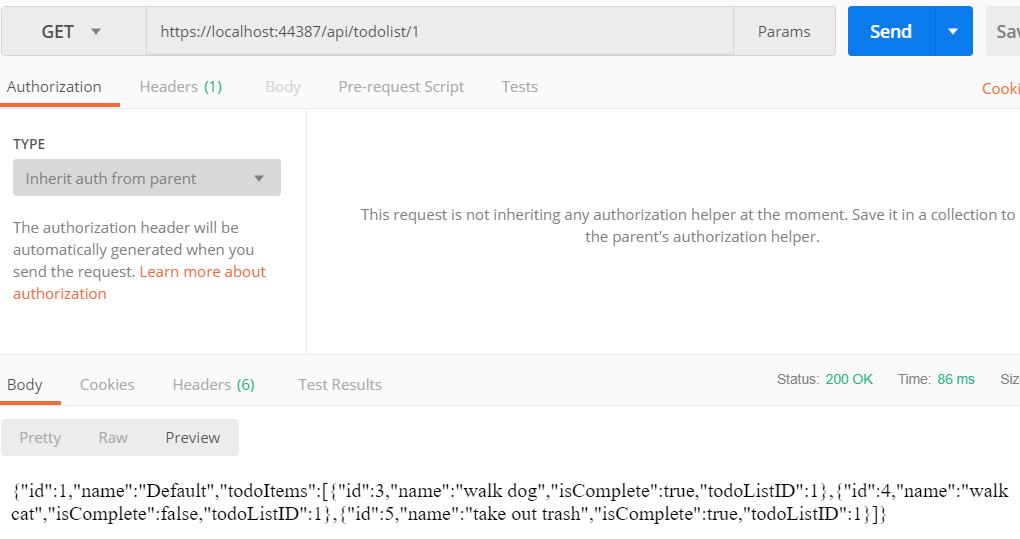 GET https://localhost:44387/api/todolist/1 Params Send Sav
Authorization Headers (1) Body Pre-request Script Tests Cooki
TYPE
Inherit auth from parent
The authorization header will be
automatically generated when you
send the request. Learn more about
authorization
This request is not inheriting any authorization helper at the moment. Save it in a collection to
the parent's authorization helper.
Body Cookies Headers (6) Test Results Status: 200 OK Time: 86 ms Siz
Pretty Raw Preview
{"id":1,"name":"Default","todoItems":[{"id":3,"name":"walk dog","isComplete":true,"todoListID":1},{"id":4,"name":"walk
cat","isComplete":false,"todoListID":1},{"id":5,"name":"take out trash","isComplete":true,"todoListID":1}]}